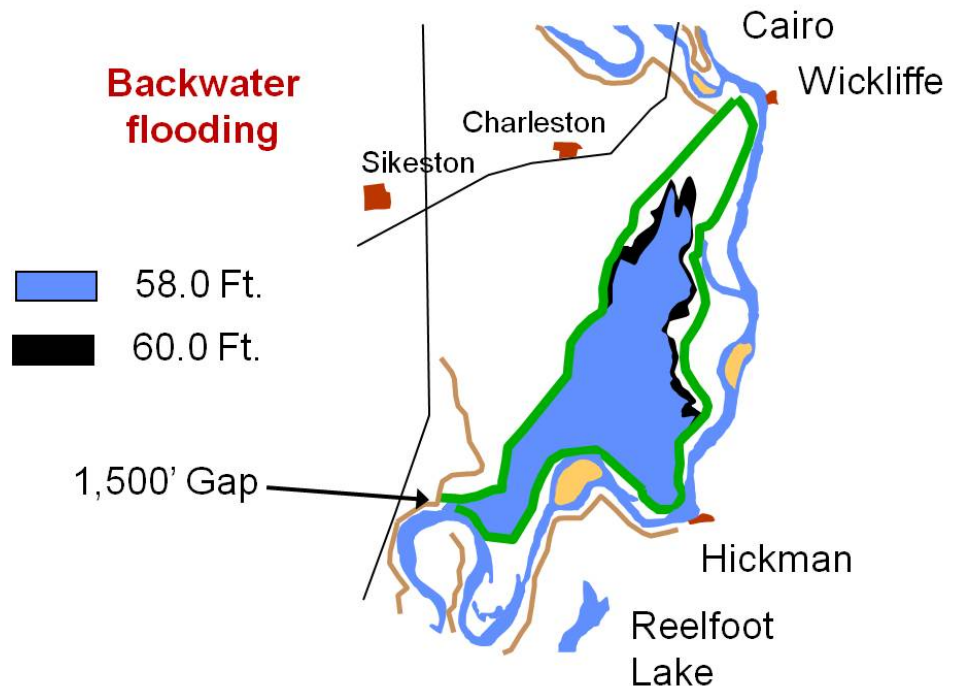 Cairo
Wickliffe
Backwater
flooding
Charleston
Sikeston
58.0 Ft.
60.0 Ft.
1,500’ Gap
Hickman
Reelfoot
Lake